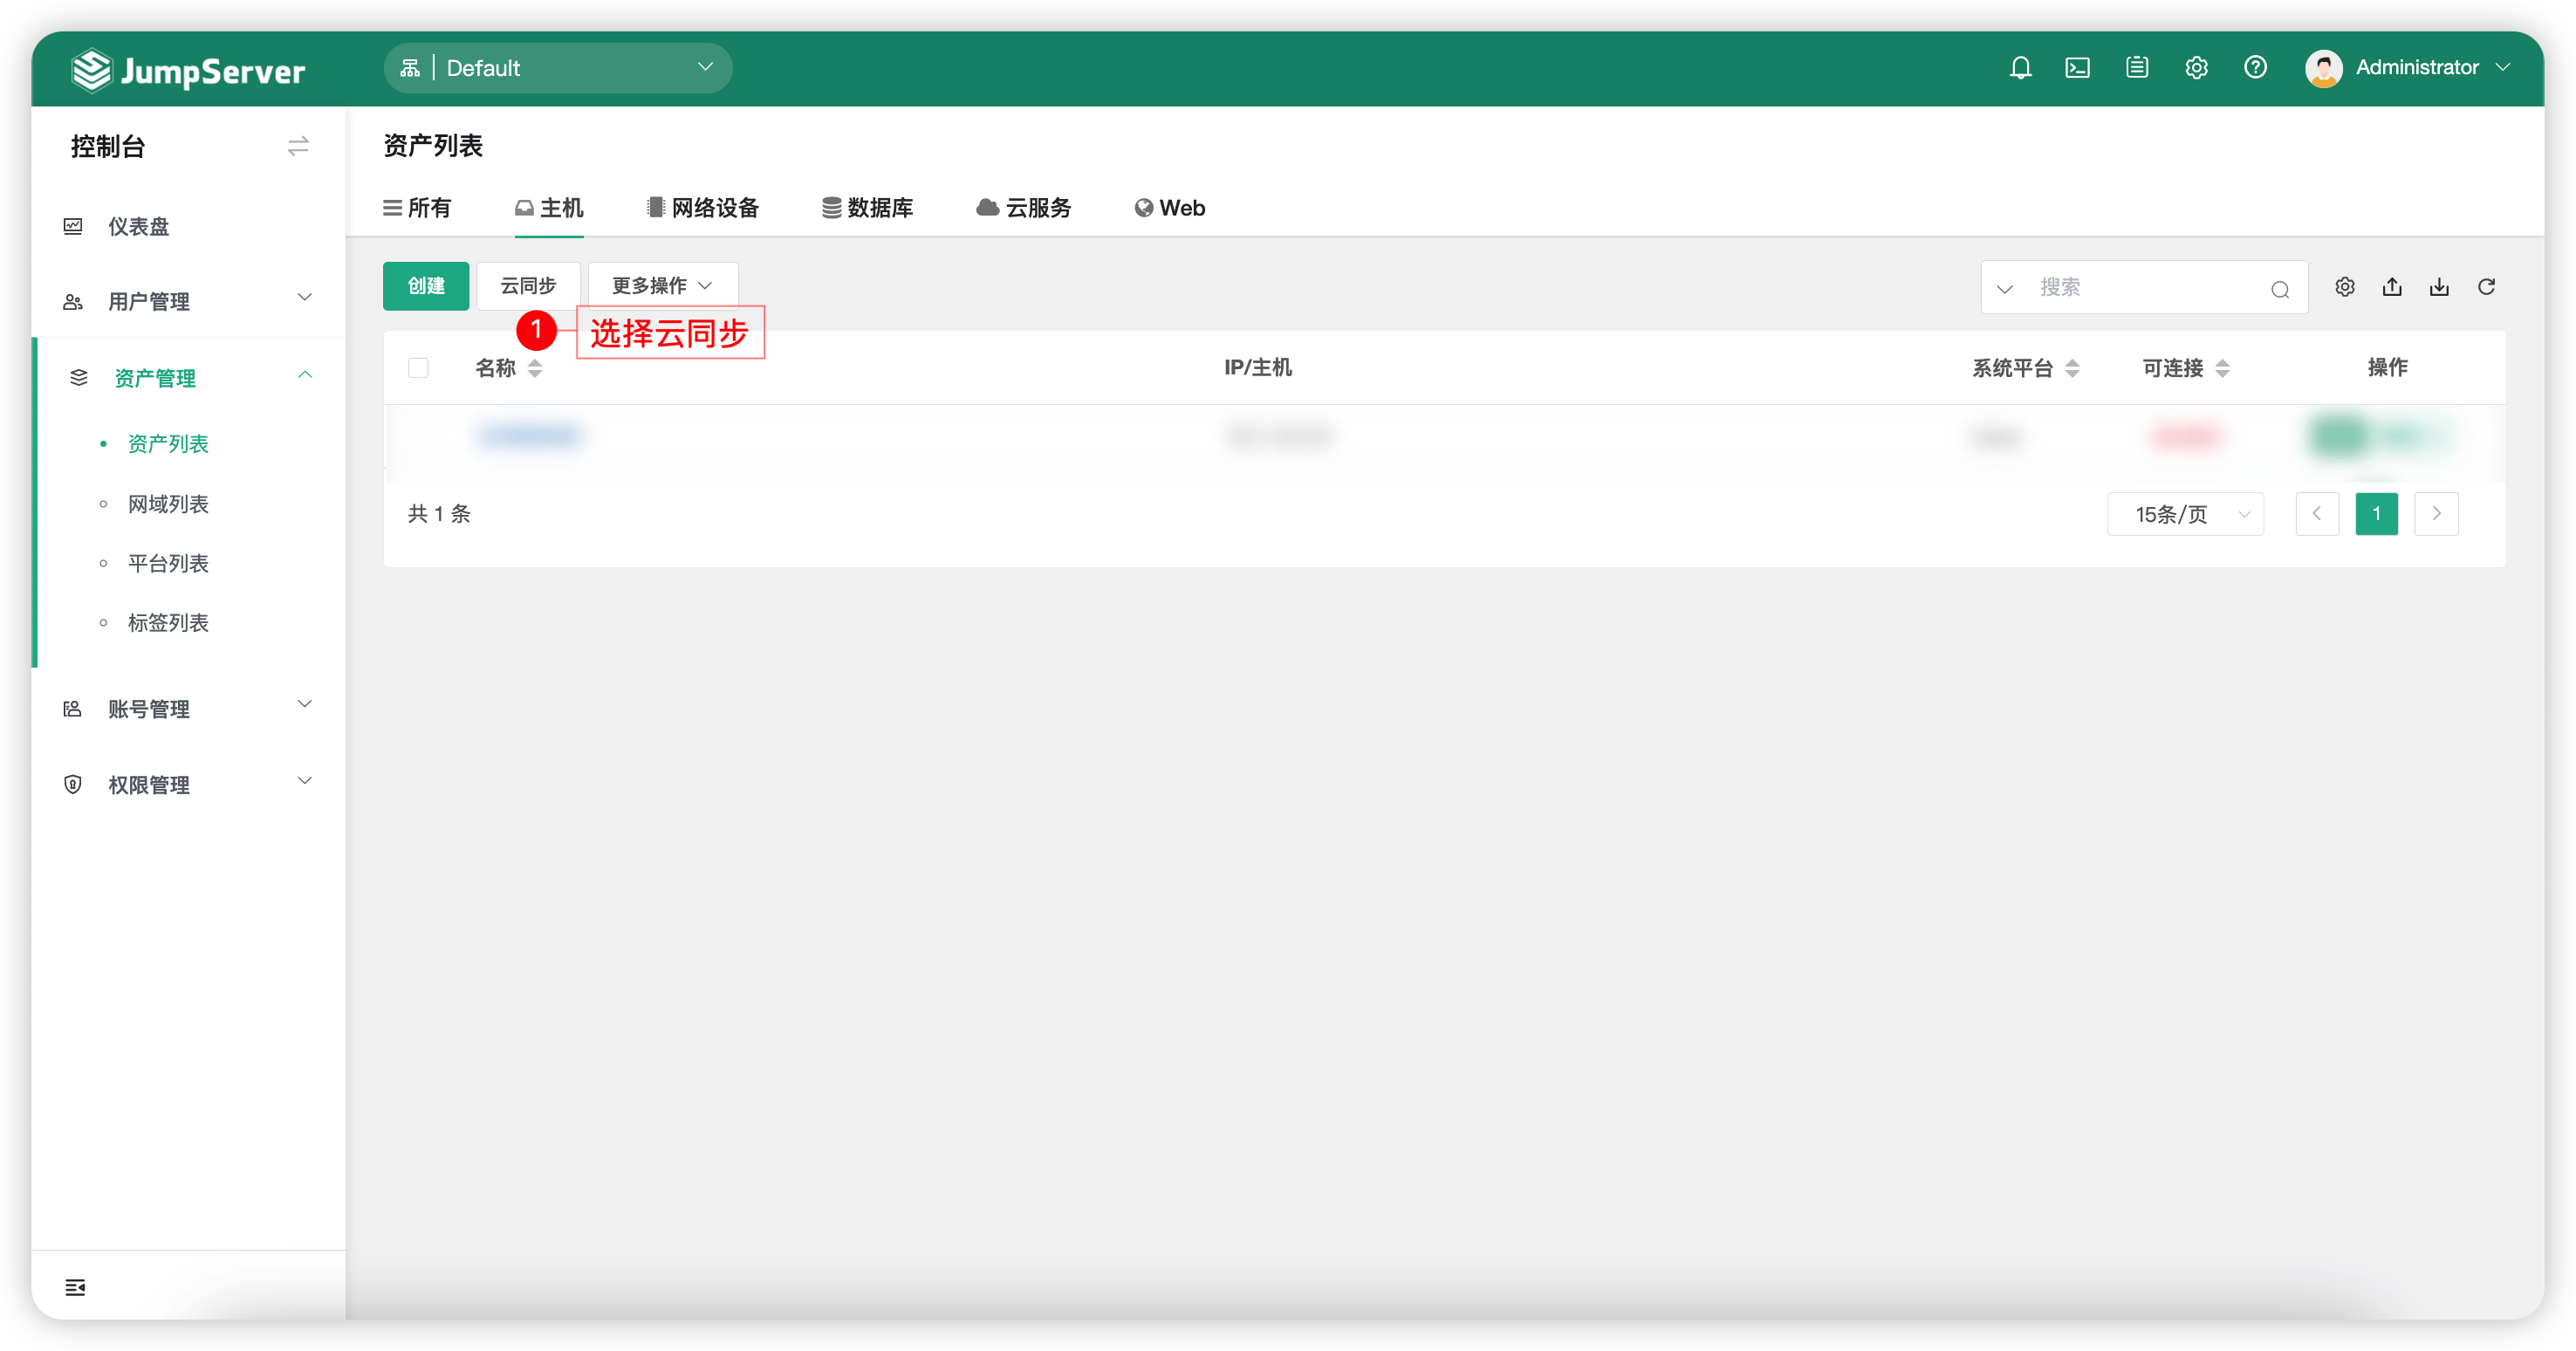 JumpServer
Default
Administrator
控制台
资产列表
所有
主机
网络设备
数据库
云服务
Web
仪表盘
用户管理
资产管理
资产列表
网域列表
平台列表
标签列表
账号管理
权限管理
创建
云同步
更多操作
搜索
1
选择云同步
名称
IP/主机
系统平台
可连接
操作
共 1 条
15条/页
1